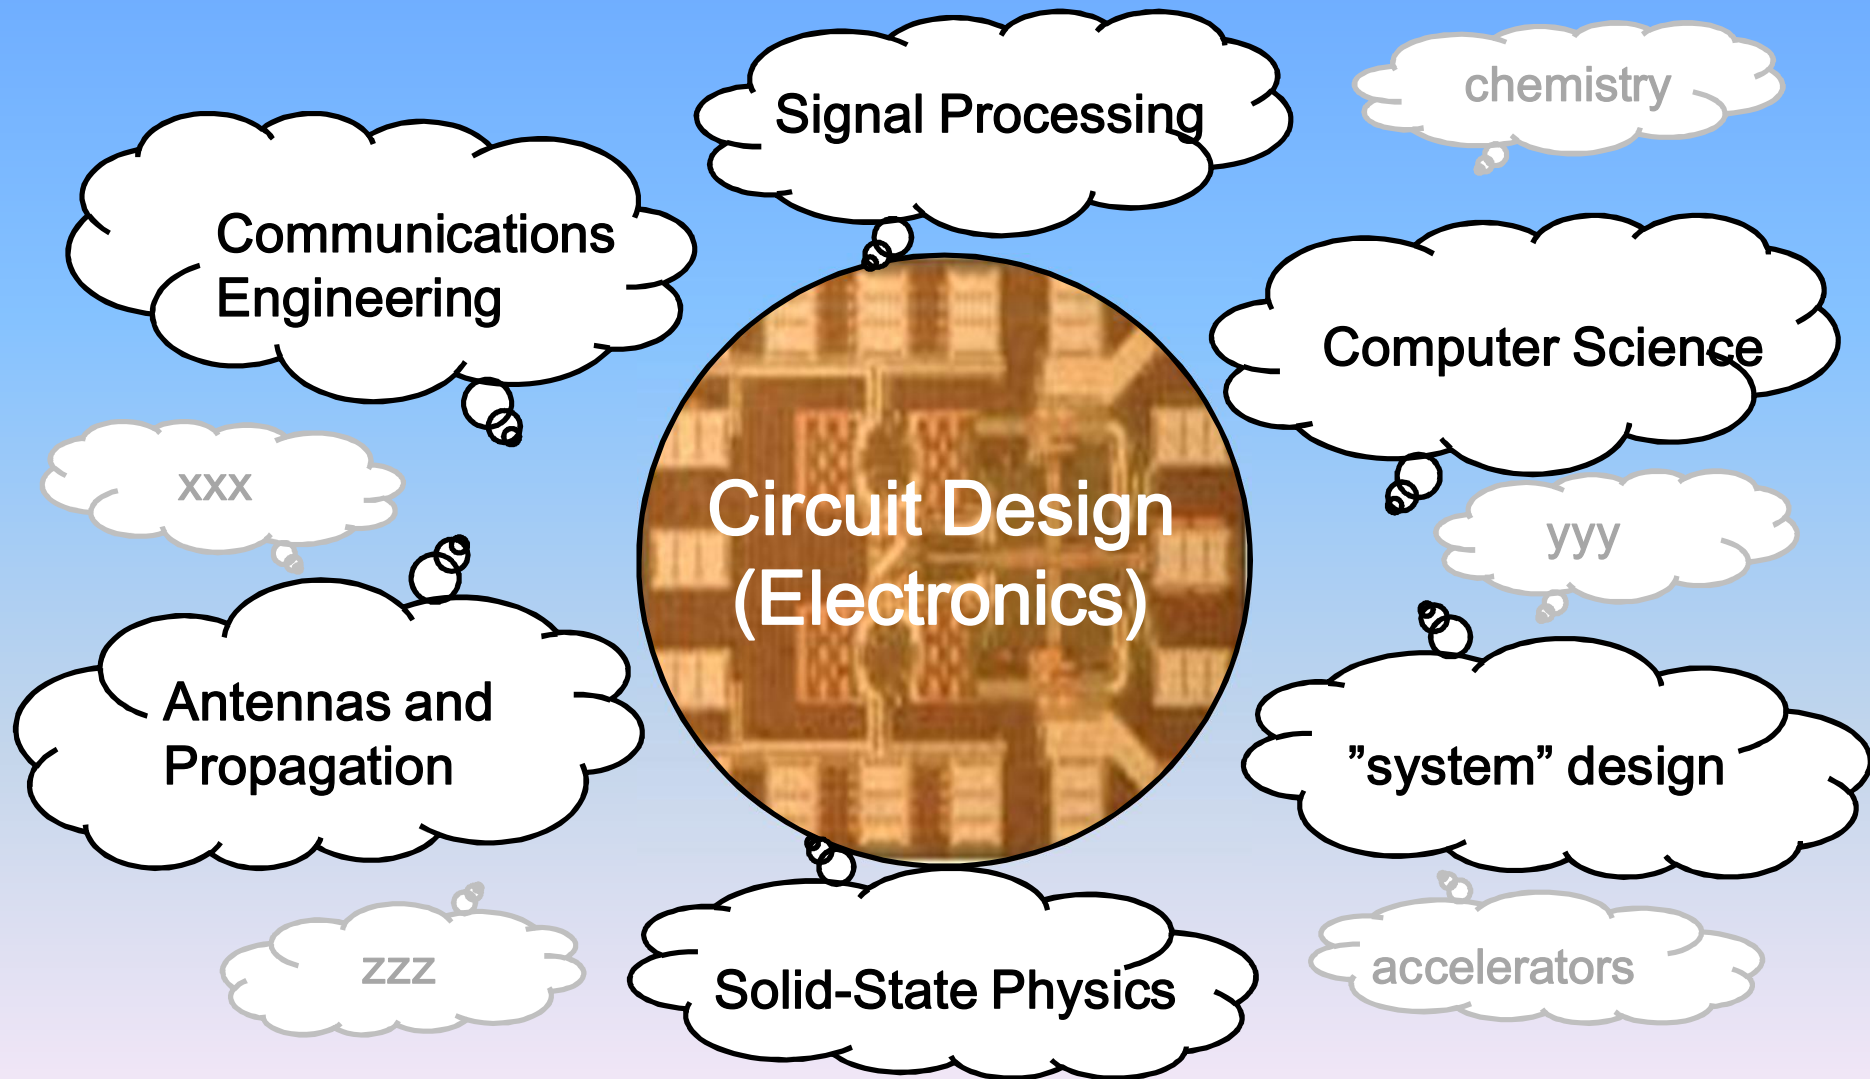 Signal Processing
chemistry
Communications
Engineering
Computer Science
xxx
Circuit Design
(Electronics)
yyy
Antennas and
Propagation
”system” design
zzz
Solid-State Physics
accelerators